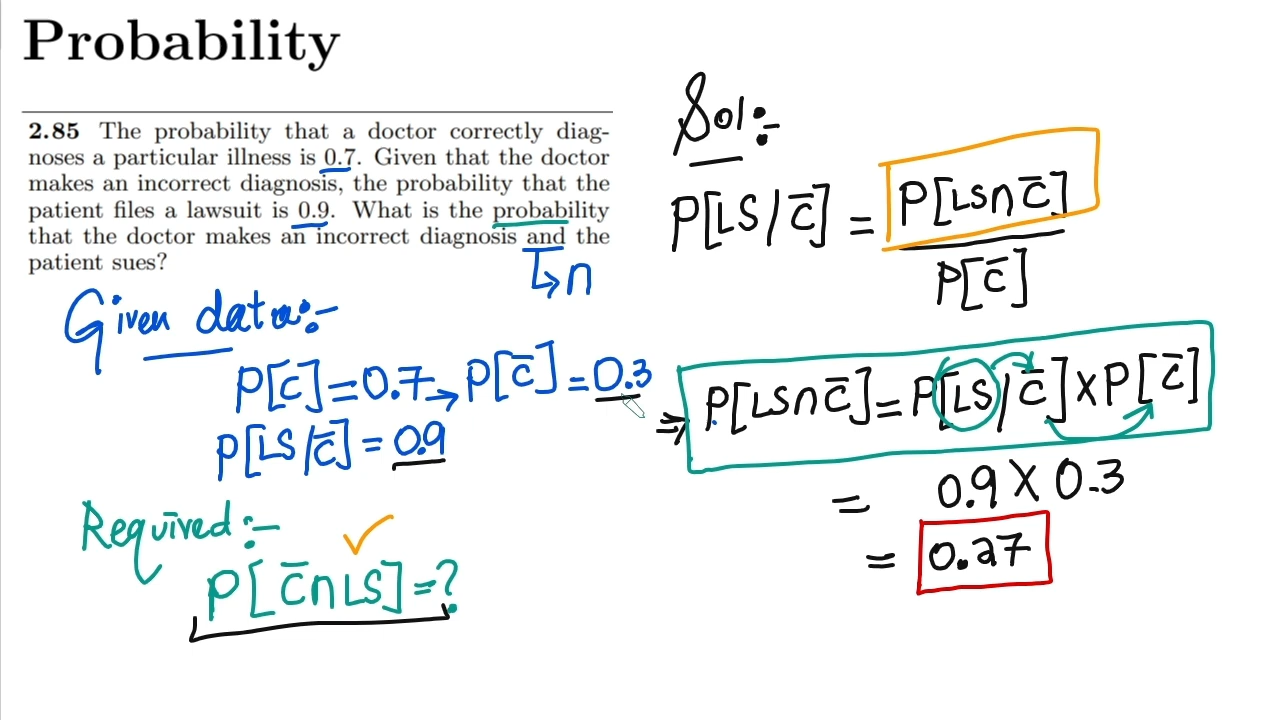 Probability
2.85 The probability that a doctor correctly diag-
noses a particular illness is 0.7. Given that the doctor
makes an incorrect diagnosis, the probability that the
patient files a lawsuit is 0.9. What is the probability
that the doctor makes an incorrect diagnosis and the
patient sues?
↳ ∩
Given data:-
P[C]=0.7→P[C̅]=0.3
P[LS/C̅]=0.9
Required:-
P[C̅∩LS]=?
Sol:-
P[LS/C̅] = P[LS∩C̅]
P[C̅]
⇒ P[LS∩C̅]=P[LS/C̅]×P[C̅]
= 0.9×0.3
= 0.27